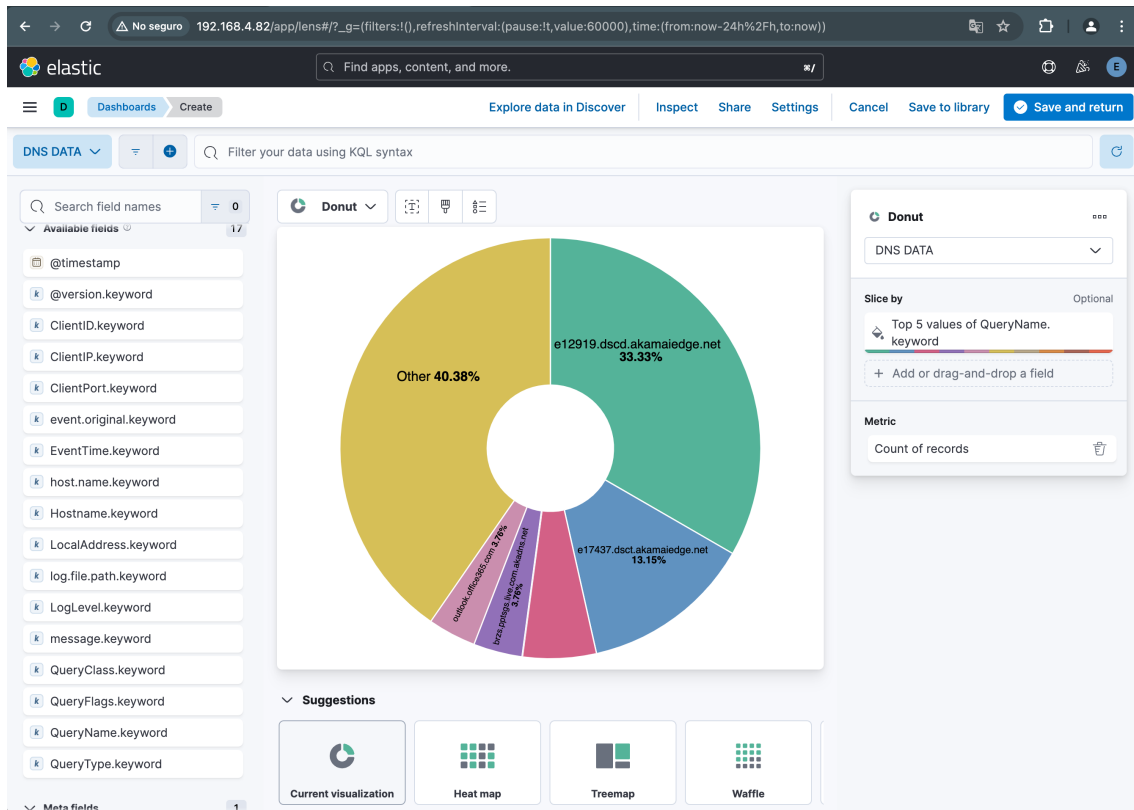 No seguro
192.168.4.82/app/lens#/?_g=(filters:!(),refreshInterval:(pause:!t,value:60000),time:(from:now-24h%2Fh,to:now))
elastic
Find apps, content, and more.
⌘/
E
D
Dashboards
Create
Explore data in Discover
Inspect
Share
Settings
Cancel
Save to library
Save and return
DNS DATA
Filter your data using KQL syntax
Search field names
0
Available fields
17
@timestamp
k @version.keyword
k ClientID.keyword
k ClientIP.keyword
k ClientPort.keyword
k event.original.keyword
k EventTime.keyword
k host.name.keyword
k Hostname.keyword
k LocalAddress.keyword
k log.file.path.keyword
k LogLevel.keyword
k message.keyword
k QueryClass.keyword
k QueryFlags.keyword
k QueryName.keyword
k QueryType.keyword
Meta fields
1
Donut
e12919.dscd.akamaiedge.net
33.33%
Other 40.38%
e17437.dsct.akamaiedge.net
13.15%
brzs.pptsgs.live.com.akadns.net
3.76%
outlook.office365.com 3.76%
Suggestions
Current visualization
Heat map
Treemap
Waffle
Donut
DNS DATA
Slice by
Optional
Top 5 values of QueryName.
keyword
+ Add or drag-and-drop a field
Metric
Count of records